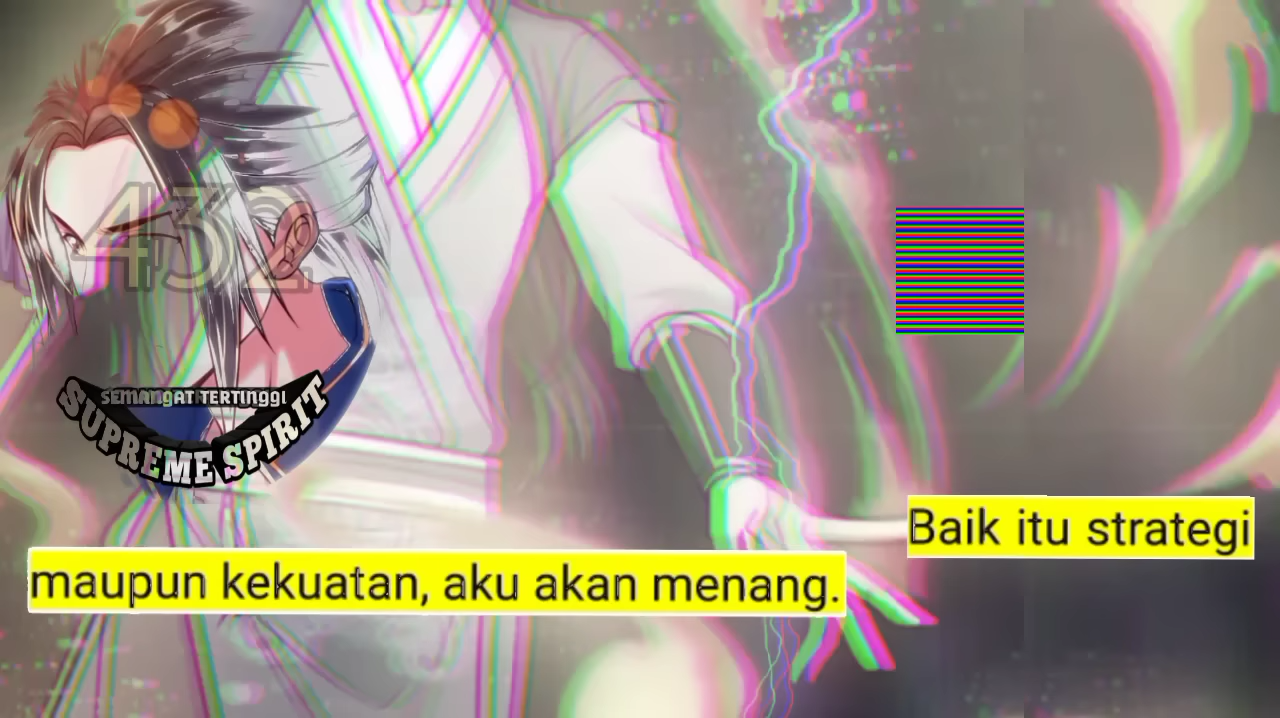 432
SEMANGAT TERTINGGI
SUPREME SPIRIT
Baik itu strategi
maupun kekuatan, aku akan menang.